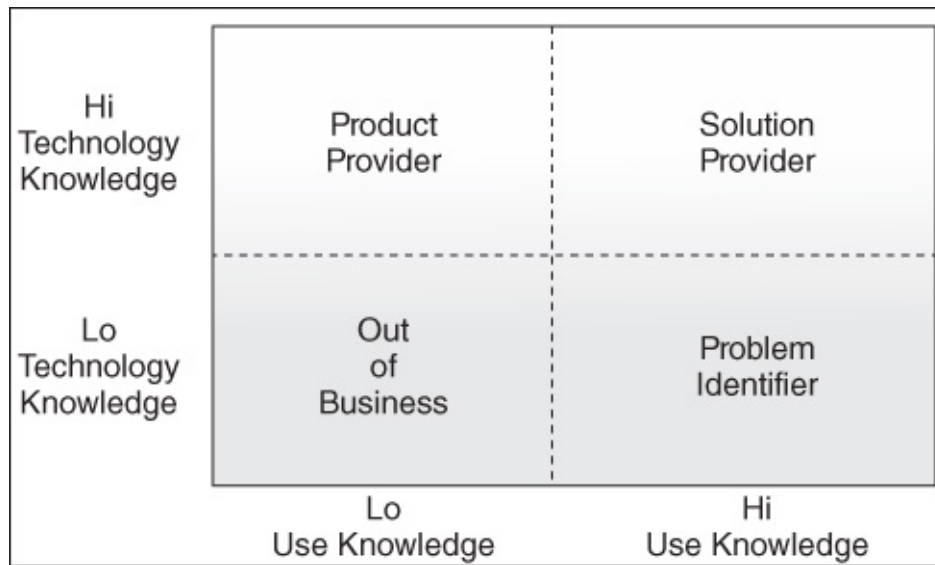 Hi
Technology
Knowledge
Product
Provider
Solution
Provider
Lo
Technology
Knowledge
Out
of
Business
Problem
Identifier
Lo
Use Knowledge
Hi
Use Knowledge